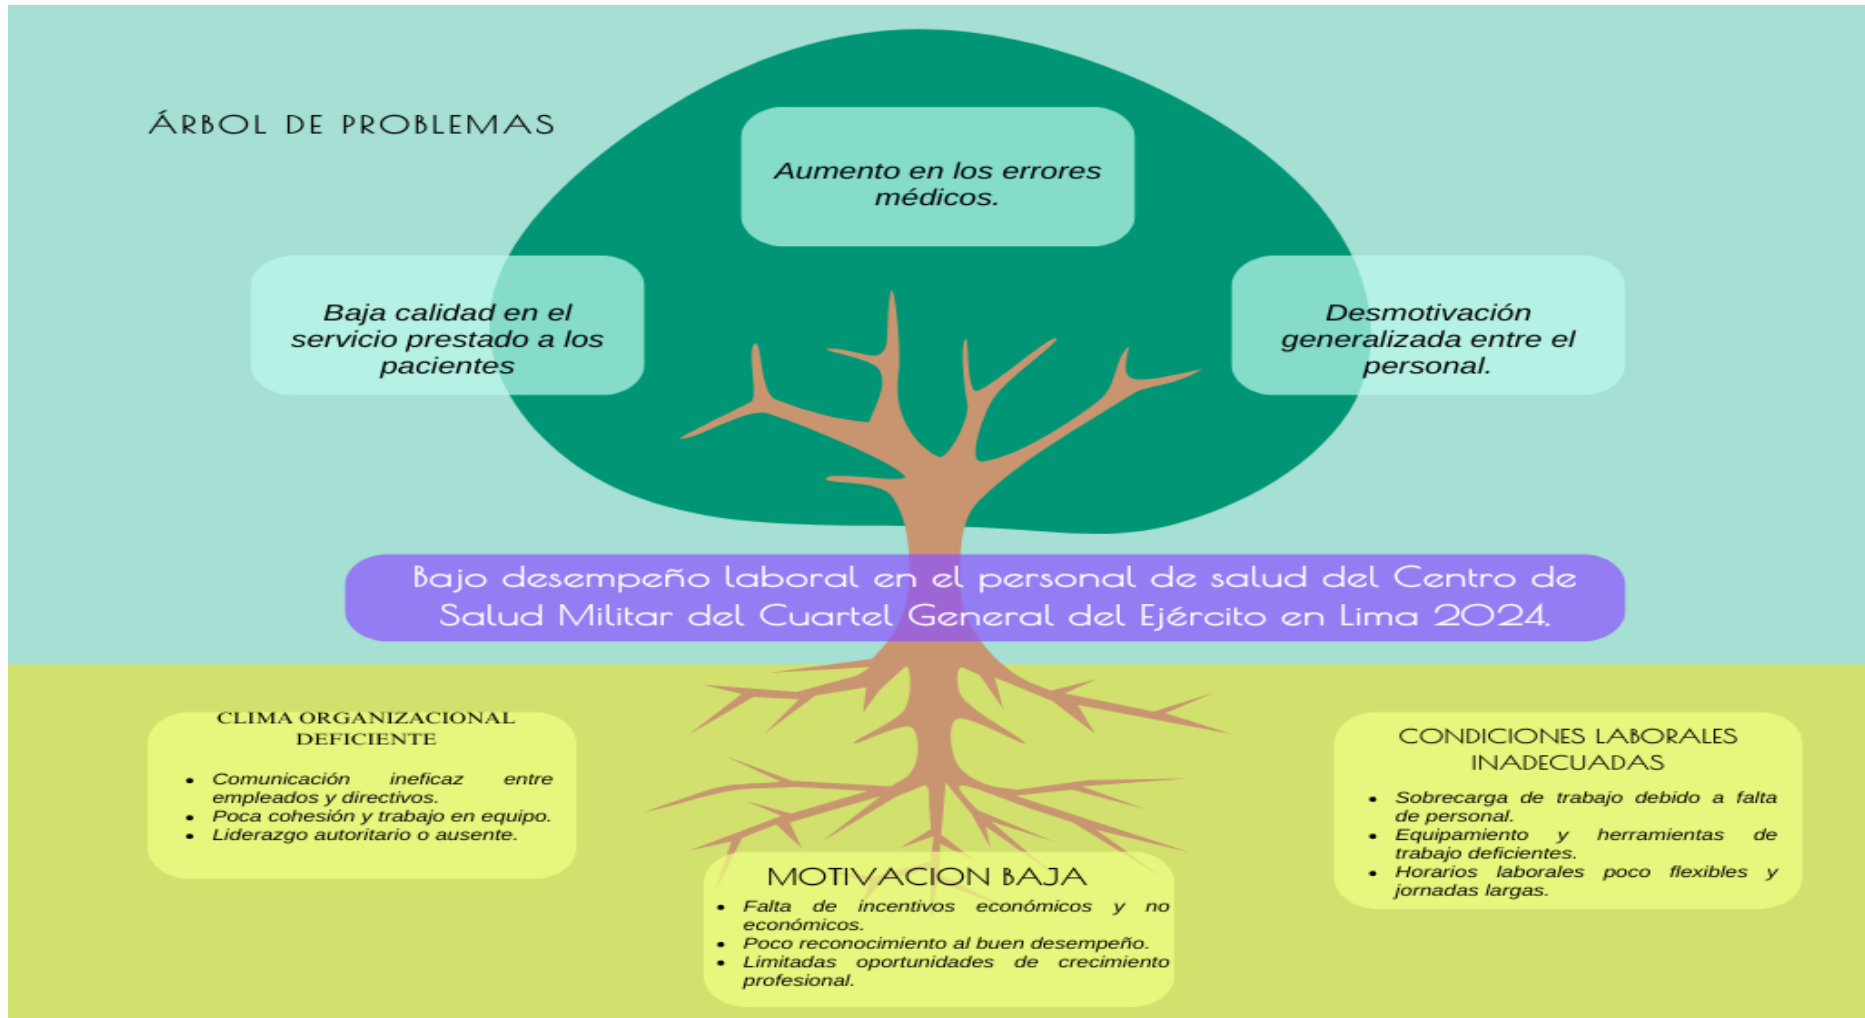 ÁRBOL DE PROBLEMAS
Aumento en los errores
médicos.
Baja calidad en el
servicio prestado a los
pacientes
Desmotivación
generalizada entre el
personal.
Bajo desempeño laboral en el personal de salud del Centro de
Salud Militar del Cuartel General del Ejército en Lima 2024.
CLIMA ORGANIZACIONAL
DEFICIENTE
• Comunicación ineficaz entre
empleados y directivos.
• Poca cohesión y trabajo en equipo.
• Liderazgo autoritario o ausente.
MOTIVACION BAJA
• Falta de incentivos económicos y no
económicos.
• Poco reconocimiento al buen desempeño.
• Limitadas oportunidades de crecimiento
profesional.
CONDICIONES LABORALES
INADECUADAS
• Sobrecarga de trabajo debido a falta
de personal.
• Equipamiento y herramientas de
trabajo deficientes.
• Horarios laborales poco flexibles y
jornadas largas.